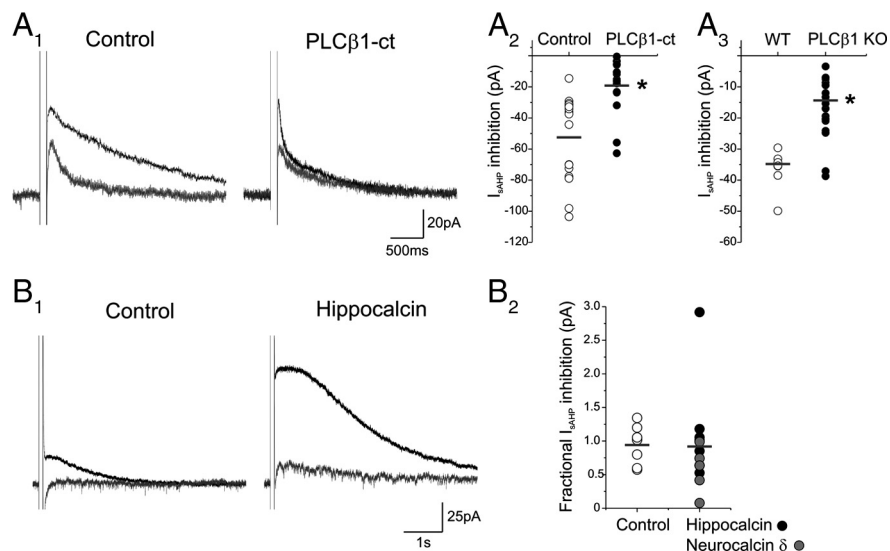 A1
Control
PLCβ1-ct
20pA
500ms
A2
Control
PLCβ1-ct
IsAHP inhibition (pA)
-20
-40
-60
-80
-100
-120
*
A3
WT
PLCβ1 KO
IsAHP inhibition (pA)
-10
-20
-30
-40
-50
-60
*
B1
Control
Hippocalcin
25pA
1s
B2
Fractional IsAHP inhibition (pA)
3.0
2.5
2.0
1.5
1.0
0.5
0
Control
Hippocalcin
Neurocalcin δ